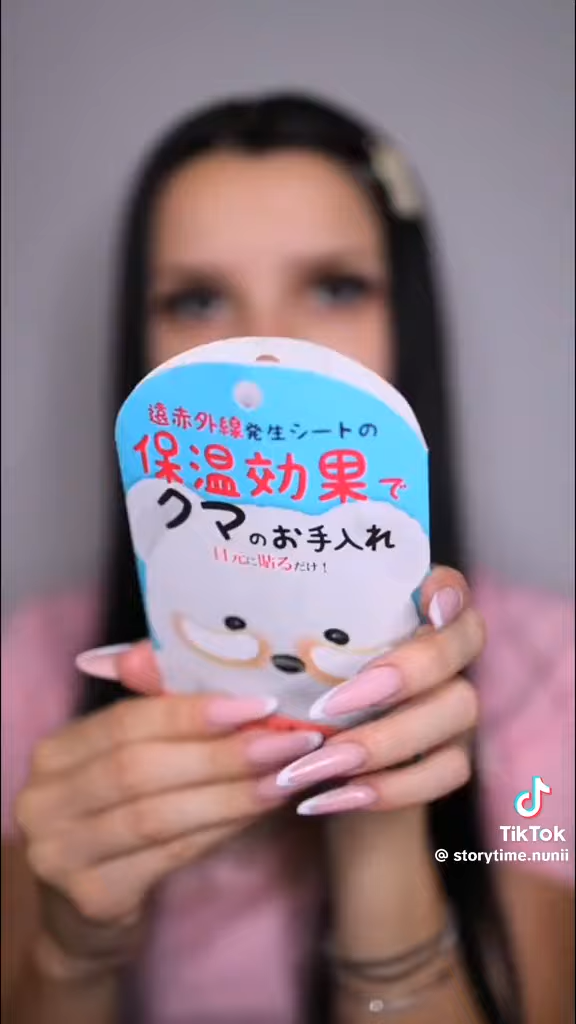 遠赤外線発生シートの
保温効果で
クマのお手入れ
目元に貼るだけ！
TikTok
@ storytime.nunii